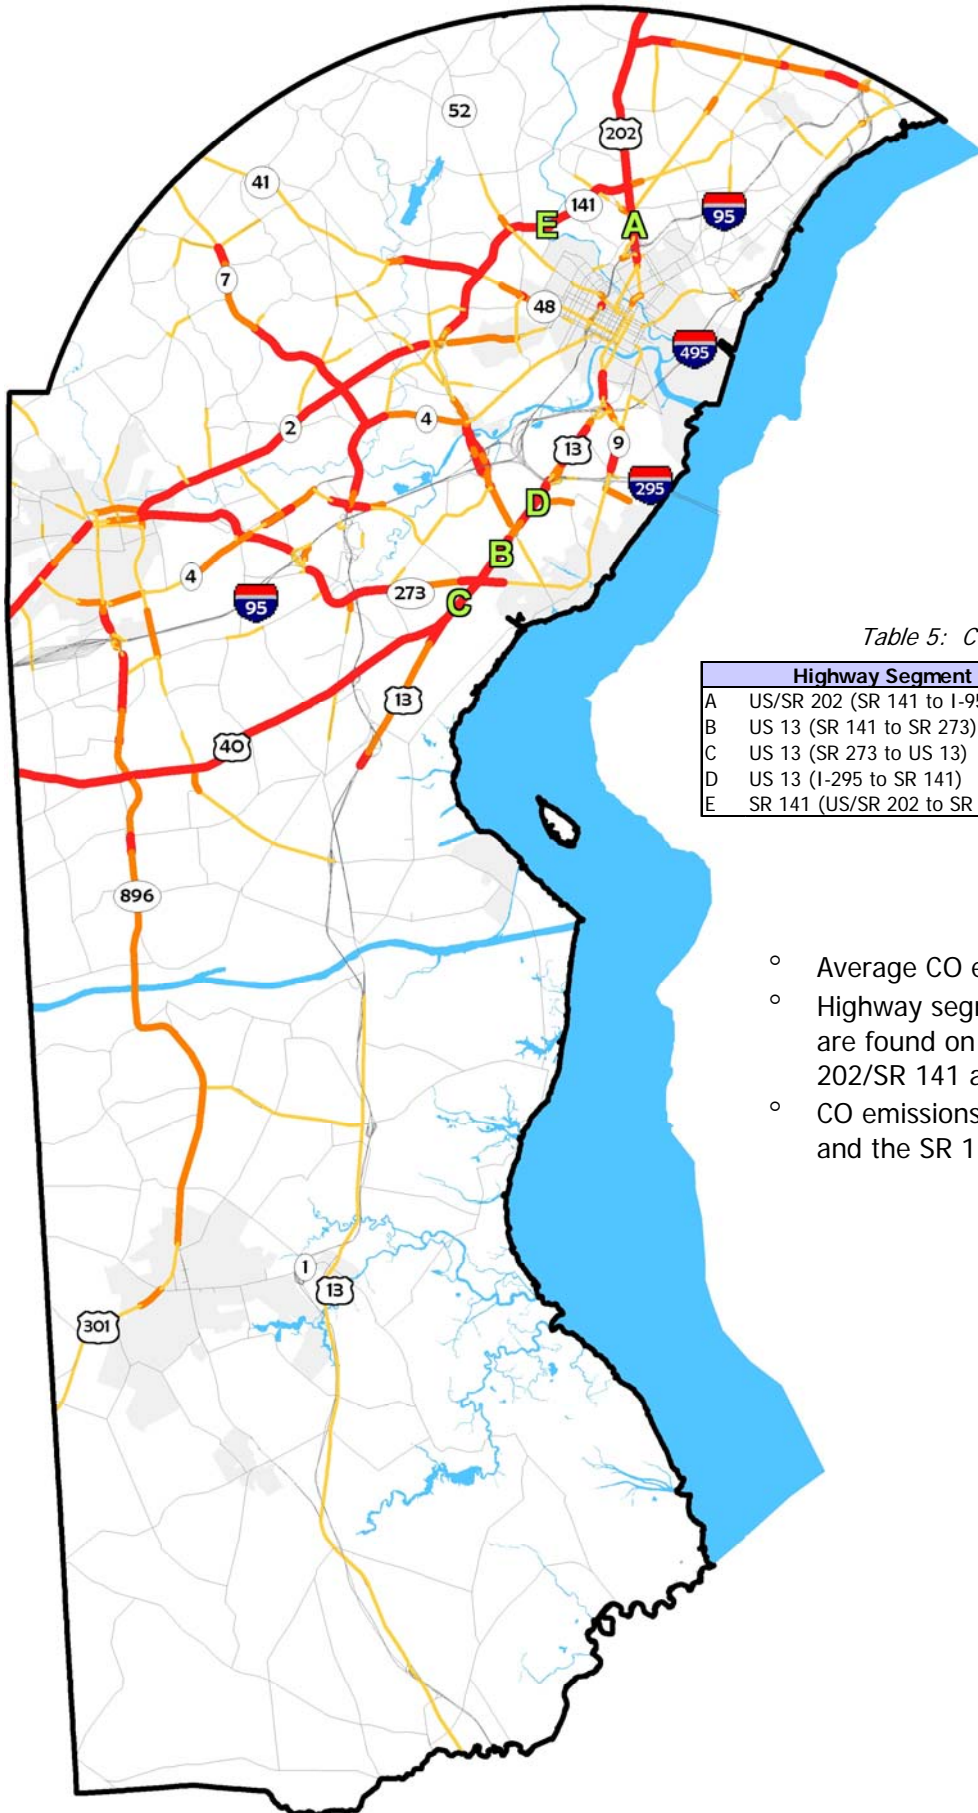 52
202
41
141
95
E
A
7
48
495
2
4
13
9
295
D
B
4
95
273
C
13
40
896
1
13
301
Table 5: C
Highway Segment
A US/SR 202 (SR 141 to I-95
B US 13 (SR 141 to SR 273)
C US 13 (SR 273 to US 13)
D US 13 (I-295 to SR 141)
E SR 141 (US/SR 202 to SR
° Average CO e
° Highway segm
are found on
202/SR 141 a
° CO emissions
and the SR 1